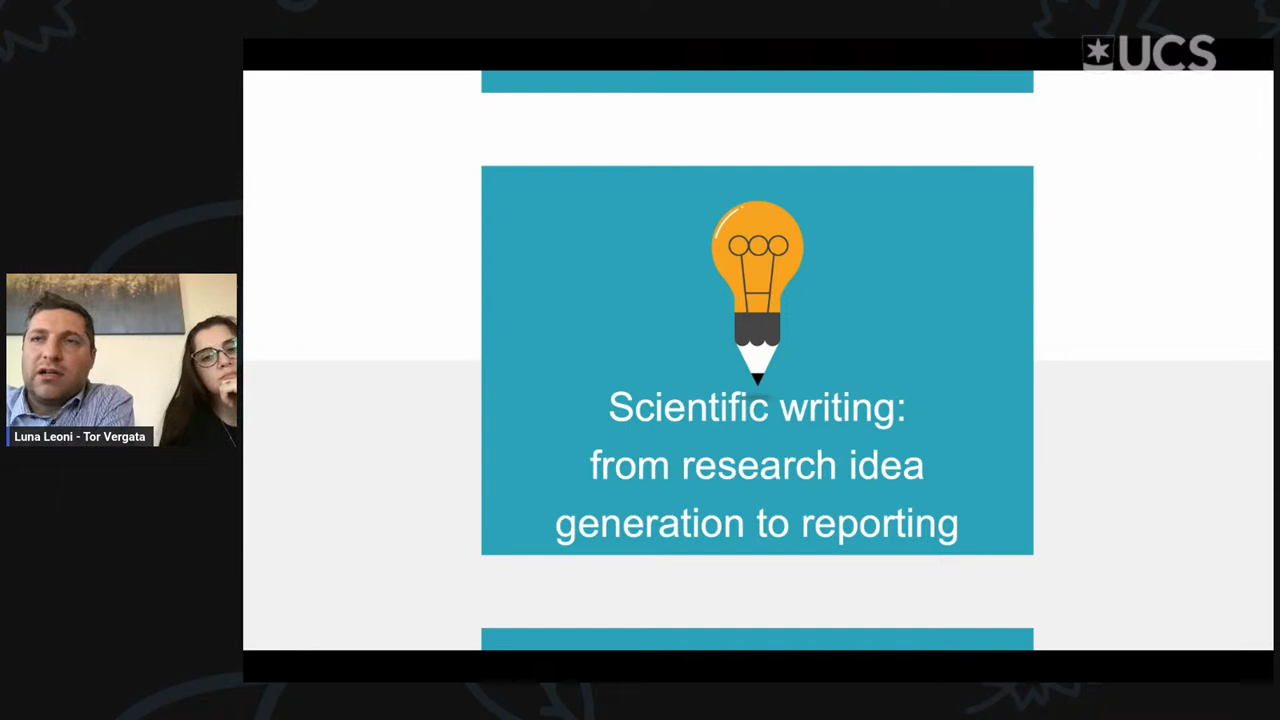 UCS
Scientific writing:
from research idea
generation to reporting
Luna Leoni - Tor Vergata